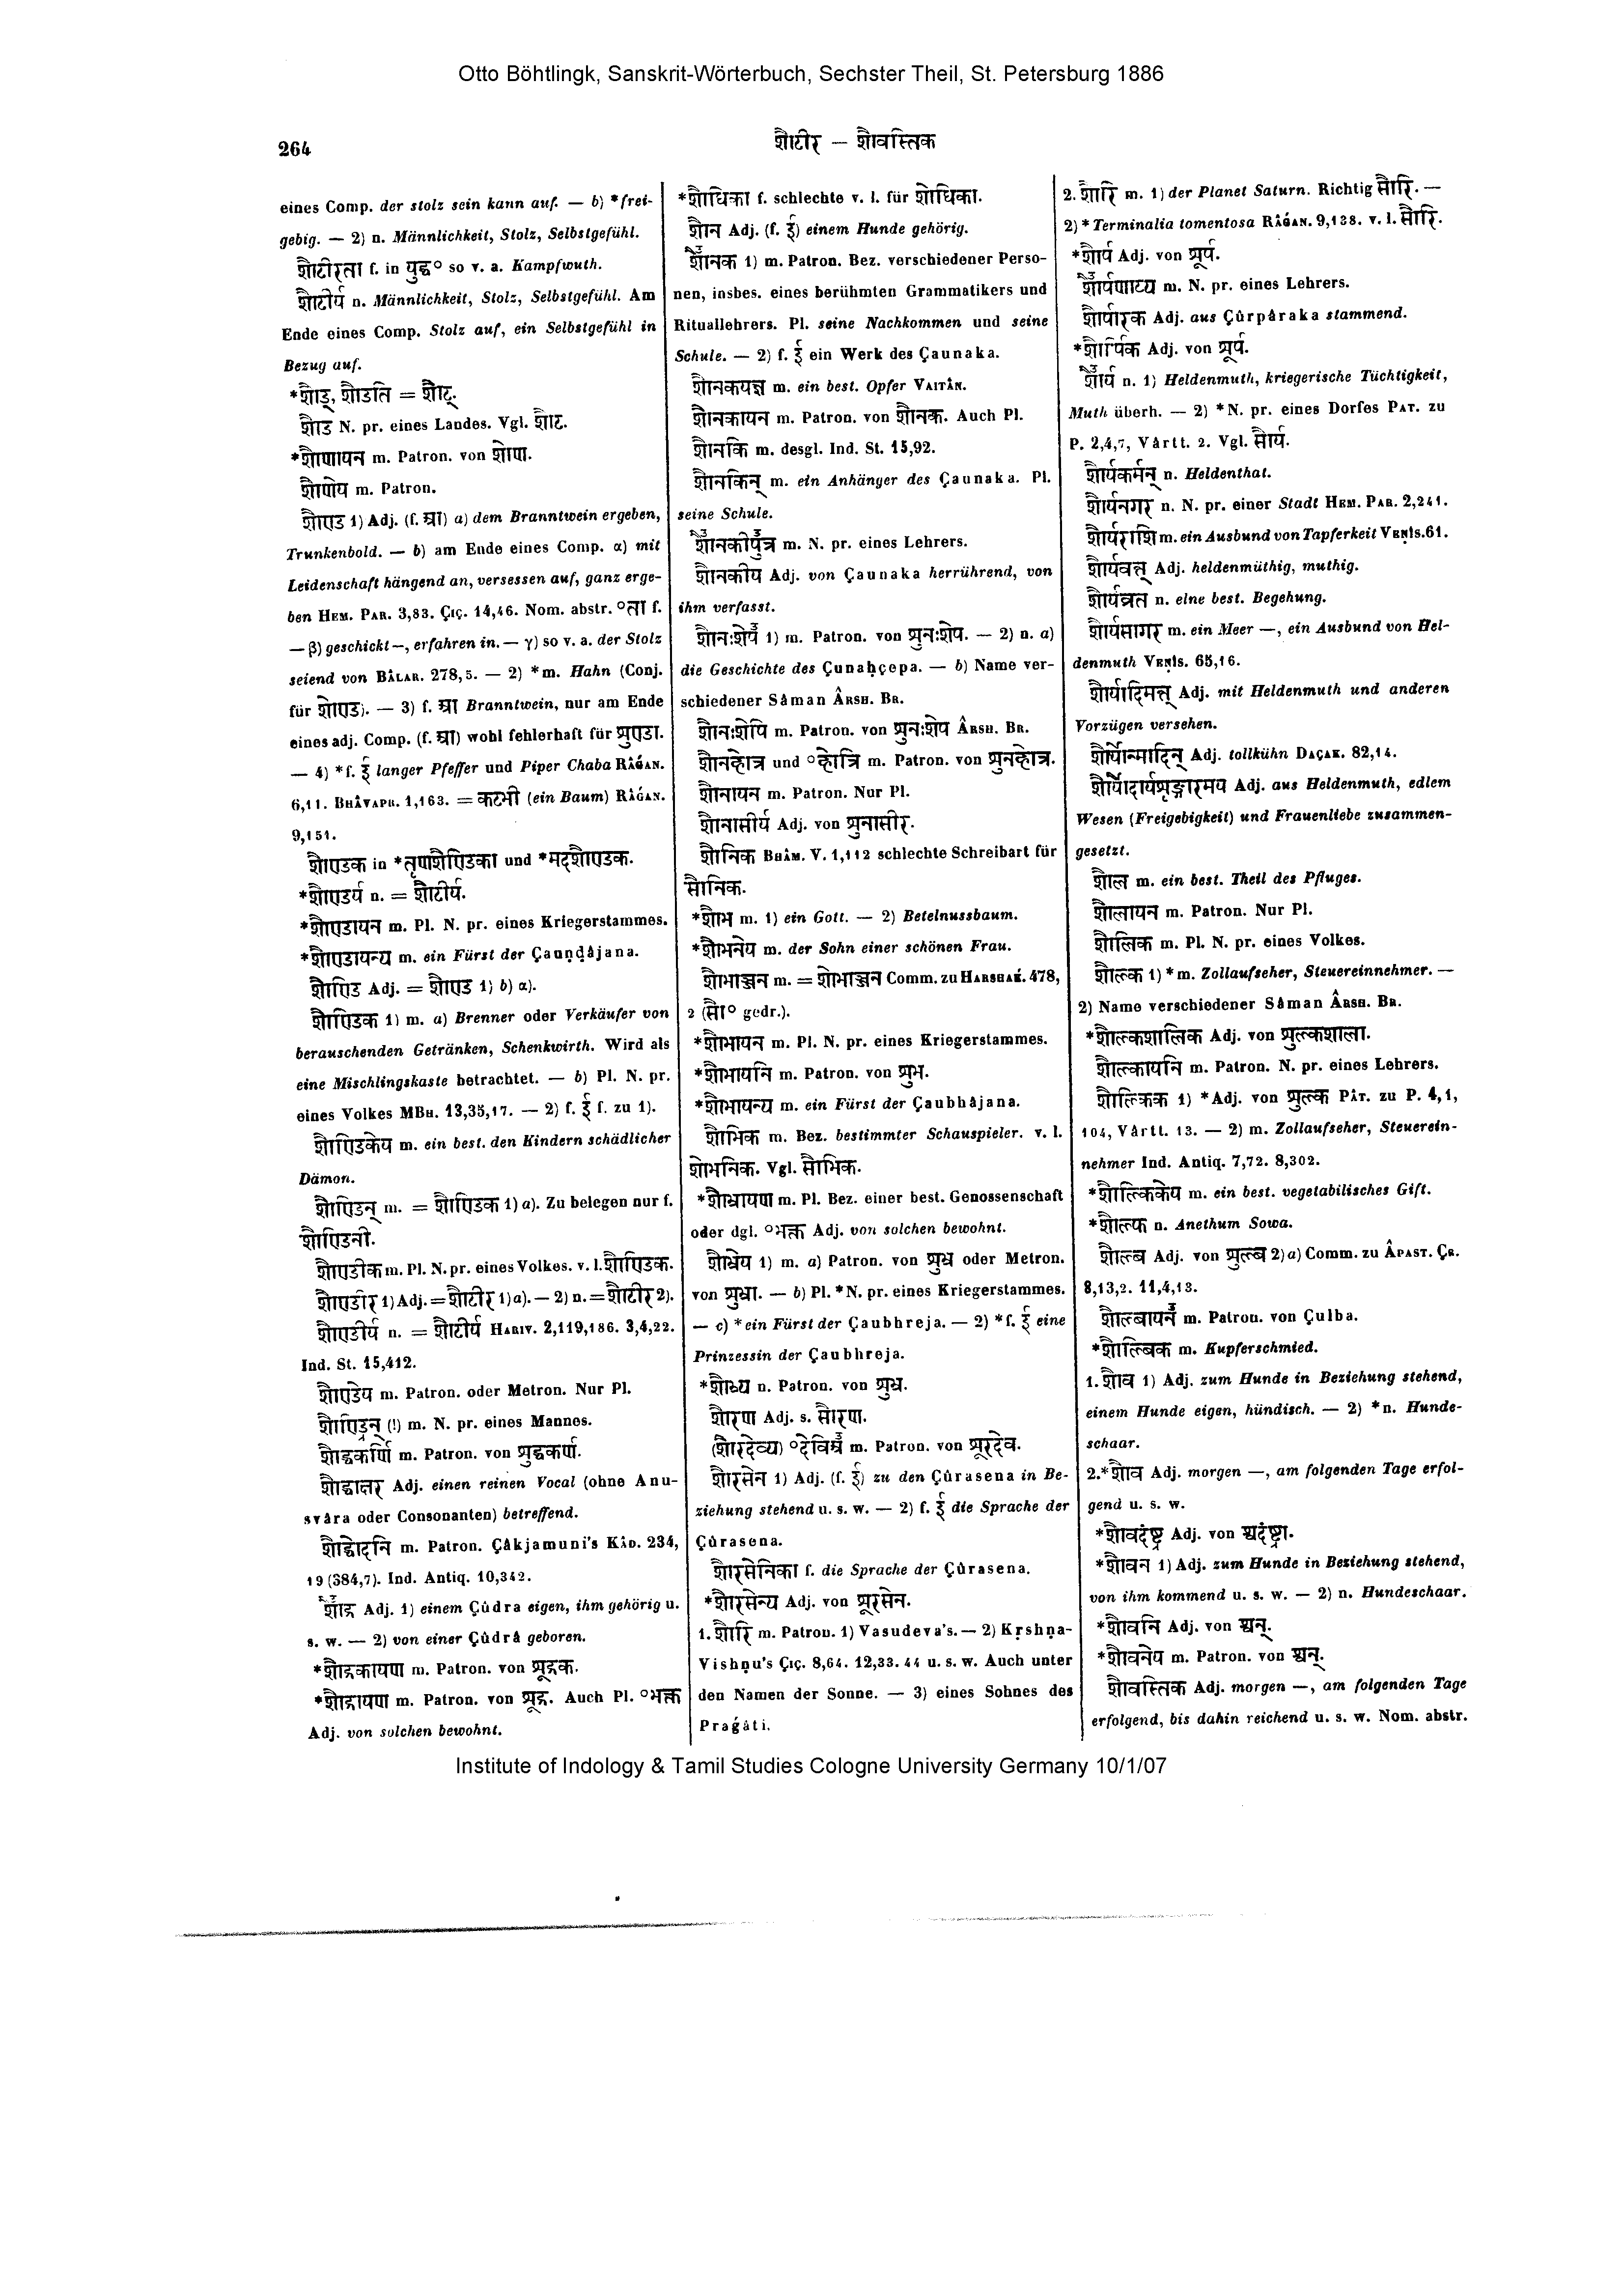 Otto Böhtlingk, Sanskrit-Wörterbuch, Sechster Theil, St. Petersburg 1886
264
शौटीर — शौवस्तिक
eines Comp. der stolz sein kann auf. — b) *frei-
gebig. — 2) n. Männlichkeit, Stolz, Selbstgefühl.
शौटीरता f. in युद्ध° so v. a. Kampfwuth.
शौटीर्य n. Männlichkeit, Stolz, Selbstgefühl. Am
Ende eines Comp. Stolz auf, ein Selbstgefühl in
Bezug auf.
*शौड्, शौडति = शौट्.
शौड N. pr. eines Landes. Vgl. शौट.
*शौणायन m. Patron. von शोण.
शौणेय m. Patron.
शौण्ड 1) Adj. (f. आ) a) dem Branntwein ergeben,
Trunkenbold. — b) am Ende eines Comp. α) mit
Leidenschaft hängend an, versessen auf, ganz erge-
ben Hem. Par. 3,83. Çiç. 14,46. Nom. abstr. °ता f.
— β) geschickt —, erfahren in. — γ) so v. a. der Stolz
seiend von Bâlar. 278,5. — 2) *m. Hahn (Conj.
für शौण्ड). — 3) f. आ Branntwein, nur am Ende
eines adj. Comp. (f. आ) wohl fehlerhaft für शुण्डा.
— 4) *f. ई langer Pfeffer und Piper Chaba Râǵan.
6,11. Bhâvapr. 1,163. = कटभी (ein Baum) Râǵan.
9,151.
शौण्डक in *तृणशौण्डिका und *मदशौण्डक.
*शौण्डर्य n. = शौटीर्य.
*शौण्डायन m. Pl. N. pr. eines Kriegerstammes.
*शौण्डायन्य m. ein Fürst der Çauṇḍâjana.
शौण्डि Adj. = शौण्ड 1) b) α).
शौण्डिक 1) m. a) Brenner oder Verkäufer von
berauschenden Getränken, Schenkwirth. Wird als
eine Mischlingskaste betrachtet. — b) Pl. N. pr.
eines Volkes MBh. 13,35,17. — 2) f. ई f. zu 1).
शौण्डिकेय m. ein best. den Kindern schädlicher
Dämon.
शौण्डिन् m. = शौण्डिक 1) a). Zu belegen nur f.
शौण्डिनी.
शौण्डीक m. Pl. N. pr. eines Volkes. v. l. शौण्डिक.
शौण्डीर 1) Adj. = शौटीर 1) a). — 2) n. = शौटीर 2).
शौण्डीर्य n. = शौटीर्य Hariv. 2,119,186. 3,4,22.
Ind. St. 15,412.
शौण्डेय m. Patron. oder Metron. Nur Pl.
शौण्ड्रिन् (!) m. N. pr. eines Mannes.
शौद्धकर्णि m. Patron. von शुद्धकर्ण.
शौद्धाक्षर Adj. einen reinen Vocal (ohne Anu-
svâra oder Consonanten) betreffend.
शौद्धोदनि m. Patron. Çâkjamuni's Kâd. 234,
19 (384,7). Ind. Antiq. 10,342.
शौद्र Adj. 1) einem Çûdra eigen, ihm gehörig u.
s. w. — 2) von einer Çûdrâ geboren.
*शौद्रकायण m. Patron. von शूद्रक.
*शौद्रायण m. Patron. von शूद्र. Auch Pl. °भक्त
Adj. von solchen bewohnt.
*शौधिका f. schlechte v. l. für शोधिका.
शौन Adj. (f. ई) einem Hunde gehörig.
शौनक 1) m. Patron. Bez. verschiedener Perso-
nen, insbes. eines berühmten Grammatikers und
Rituallehrers. Pl. seine Nachkommen und seine
Schule. — 2) f. ई ein Werk des Çaunaka.
शौनकयज्ञ m. ein best. Opfer Vaitân.
शौनकायन m. Patron. von शौनक. Auch Pl.
शौनकि m. desgl. Ind. St. 15,92.
शौनकिन् m. ein Anhänger des Çaunaka. Pl.
seine Schule.
शौनकीपुत्र m. N. pr. eines Lehrers.
शौनकीय Adj. von Çaunaka herrührend, von
ihm verfasst.
शौनःशेप 1) m. Patron. von शुनःशेप. — 2) n. a)
die Geschichte des Çunaḥçepa. — b) Name ver-
schiedener Sâman Ârsh. Br.
शौनःशेपि m. Patron. von शुनःशेप Ârsh. Br.
शौनहोत्र und °होत्रि m. Patron. von शुनहोत्र.
शौनायन m. Patron. Nur Pl.
शौनासीर्य Adj. von शुनासीर.
शौनिक Bhâm. V. 1,112 schlechte Schreibart für
सौनिक.
*शौभ m. 1) ein Gott. — 2) Betelnussbaum.
*शौभनेय m. der Sohn einer schönen Frau.
शौभाञ्जन m. = शोभाञ्जन Comm. zu Harshaḱ. 478,
2 (सौ° gedr.).
*शौभायन m. Pl. N. pr. eines Kriegerstammes.
*शौभायनि m. Patron. von शुभ.
*शौभायन्य m. ein Fürst der Çaubhâjana.
शौभिक m. Bez. bestimmter Schauspieler. v. l.
शोभनिक. Vgl. सौभिक.
*शौभ्रायण m. Pl. Bez. einer best. Genossenschaft
oder dgl. °भक्त Adj. von solchen bewohnt.
शौभ्रेय 1) m. a) Patron. von शुभ्र oder Metron.
von शुभ्रा. — b) Pl. *N. pr. eines Kriegerstammes.
— c) *ein Fürst der Çaubhreja. — 2) *f. ई eine
Prinzessin der Çaubhreja.
*शौभ्र्य n. Patron. von शुभ्र.
शौरण Adj. s. सौरण.
(शौरदेव्य) °देविअ m. Patron. von शूरदेव.
शौरसेन 1) Adj. (f. ई) zu den Çûrasena in Be-
ziehung stehend u. s. w. — 2) f. ई die Sprache der
Çûrasena.
शौरसेनिका f. die Sprache der Çûrasena.
*शौरसेन्य Adj. von शूरसेन.
1. शौरि m. Patron. 1) Vasudeva's. — 2) Kṛshṇa-
Vishṇu's Çiç. 8,64. 12,33. 44 u. s. w. Auch unter
den Namen der Sonne. — 3) eines Sohnes des
Praǵâti.
2. शौरि m. 1) der Planet Saturn. Richtig सौरि. —
2) *Terminalia tomentosa Râǵan. 9,138. v. l. सौरि.
*शौर्प Adj. von शूर्प.
शौर्पणाय्य m. N. pr. eines Lehrers.
शौर्पारक Adj. aus Çûrpâraka stammend.
*शौर्पिक Adj. von शूर्प.
शौर्य n. 1) Heldenmuth, kriegerische Tüchtigkeit,
Muth überh. — 2) *N. pr. eines Dorfes Pat. zu
P. 2,4,7, Vârtt. 2. Vgl. सौर्य.
शौर्यकर्मन् n. Heldenthat.
शौर्यनगर n. N. pr. einer Stadt Hem. Par. 2,241.
शौर्यराशि m. ein Ausbund von Tapferkeit Venîs. 61.
शौर्यवत् Adj. heldenmüthig, muthig.
शौर्यव्रत n. eine best. Begehung.
शौर्यसागर m. ein Meer —, ein Ausbund von Hel-
denmuth Venîs. 65,16.
शौर्यादिमत् Adj. mit Heldenmuth und anderen
Vorzügen versehen.
शौर्योन्मादिन् Adj. tollkühn Daçak. 82,14.
शौर्यौदार्यशृङ्गारमय Adj. aus Heldenmuth, edlem
Wesen (Freigebigkeit) und Frauenliebe zusammen-
gesetzt.
शौल m. ein best. Theil des Pfluges.
शौलायन m. Patron. Nur Pl.
शौलिक m. Pl. N. pr. eines Volkes.
शौल्क 1) *m. Zollaufseher, Steuereinnehmer. —
2) Name verschiedener Sâman Ârsh. Br.
*शौल्कशालिक Adj. von शुल्कशाला.
शौल्कायनि m. Patron. N. pr. eines Lehrers.
शौल्किक 1) *Adj. von शुल्क Pât. zu P. 4,1,
104, Vârtt. 13. — 2) m. Zollaufseher, Steuerein-
nehmer Ind. Antiq. 7,72. 8,302.
*शौल्किकेय m. ein best. vegetabilisches Gift.
*शौल्फ n. Anethum Sowa.
शौल्ब Adj. von शुल्ब 2) a) Comm. zu Âpast. Çr.
8,13,2. 11,4,13.
शौल्बायन m. Patron. von Çulba.
*शौल्बिक m. Kupferschmied.
1. शौव 1) Adj. zum Hunde in Beziehung stehend,
einem Hunde eigen, hündisch. — 2) *n. Hunde-
schaar.
2. *शौव Adj. morgen —, am folgenden Tage erfol-
gend u. s. w.
*शौवदंष्ट्र Adj. von श्वदंष्ट्रा.
*शौवन 1) Adj. zum Hunde in Beziehung stehend,
von ihm kommend u. s. w. — 2) n. Hundeschaar.
*शौवनि Adj. von श्वन्.
*शौवनेय m. Patron. von श्वन्.
शौवस्तिक Adj. morgen —, am folgenden Tage
erfolgend, bis dahin reichend u. s. w. Nom. abstr.
Institute of Indology & Tamil Studies Cologne University Germany 10/1/07